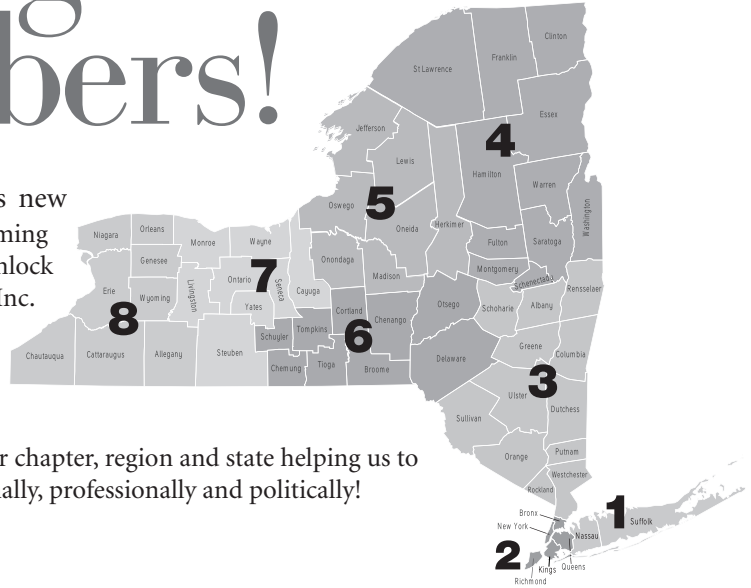 bers!
s new
ming
nlock
Inc.
r chapter, region and state helping us to
ally, professionally and politically!
Clinton
Franklin
St Lawrence
Essex
4
Jefferson
Lewis
Hamilton
Warren
Washington
5
Oswego
Oneida
Herkimer
Niagara
Orleans
Monroe
Wayne
Fulton
Saratoga
Genesee
Onondaga
Montgomery
Schenectady
Madison
7
Ontario
Seneca
Cayuga
Erie
Wyoming
Livingston
Yates
Rensselaer
8
Cortland
Chenango
Otsego
Schoharie
Albany
6
Schuyler
Tompkins
Greene
Columbia
Chautauqua
Cattaraugus
Allegany
Steuben
Chemung
Tioga
Broome
Delaware
3
Ulster
Dutchess
Sullivan
Orange
Putnam
Westchester
Rockland
Bronx
New York
1
Suffolk
Nassau
2
Kings
Queens
Richmond